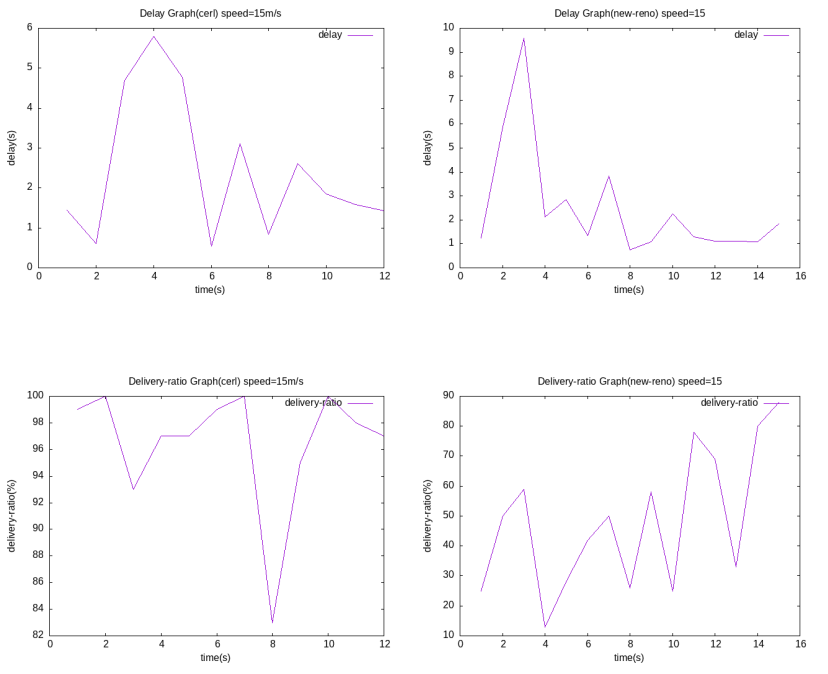 Delay Graph(cerl) speed=15m/s
delay
delay(s)
6
5
4
3
2
1
0
0 2 4 6 8 10 12
time(s)
Delay Graph(new-reno) speed=15
delay
delay(s)
10
9
8
7
6
5
4
3
2
1
0
0 2 4 6 8 10 12 14 16
time(s)
Delivery-ratio Graph(cerl) speed=15m/s
delivery-ratio
delivery-ratio(%)
100
98
96
94
92
90
88
86
84
82
0 2 4 6 8 10 12
time(s)
Delivery-ratio Graph(new-reno) speed=15
delivery-ratio
delivery-ratio(%)
90
80
70
60
50
40
30
20
10
0 2 4 6 8 10 12 14 16
time(s)